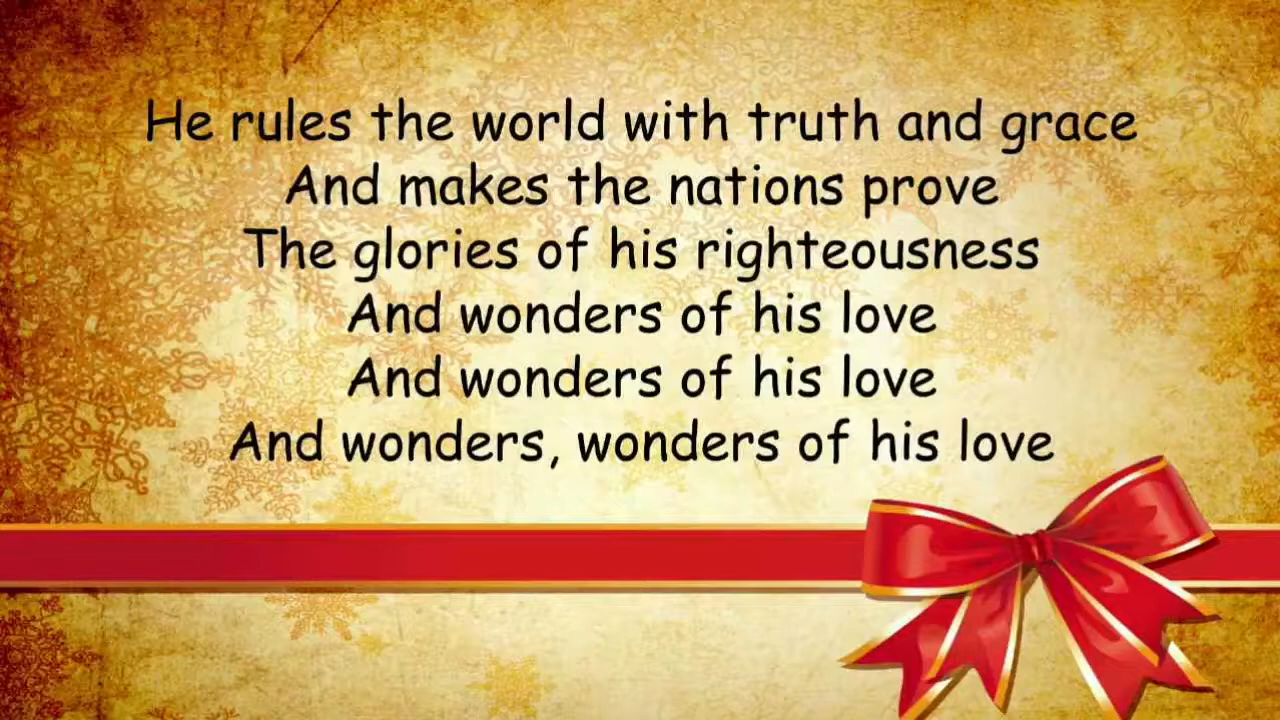 He rules the world with truth and grace
And makes the nations prove
The glories of his righteousness
And wonders of his love
And wonders of his love
And wonders, wonders of his love